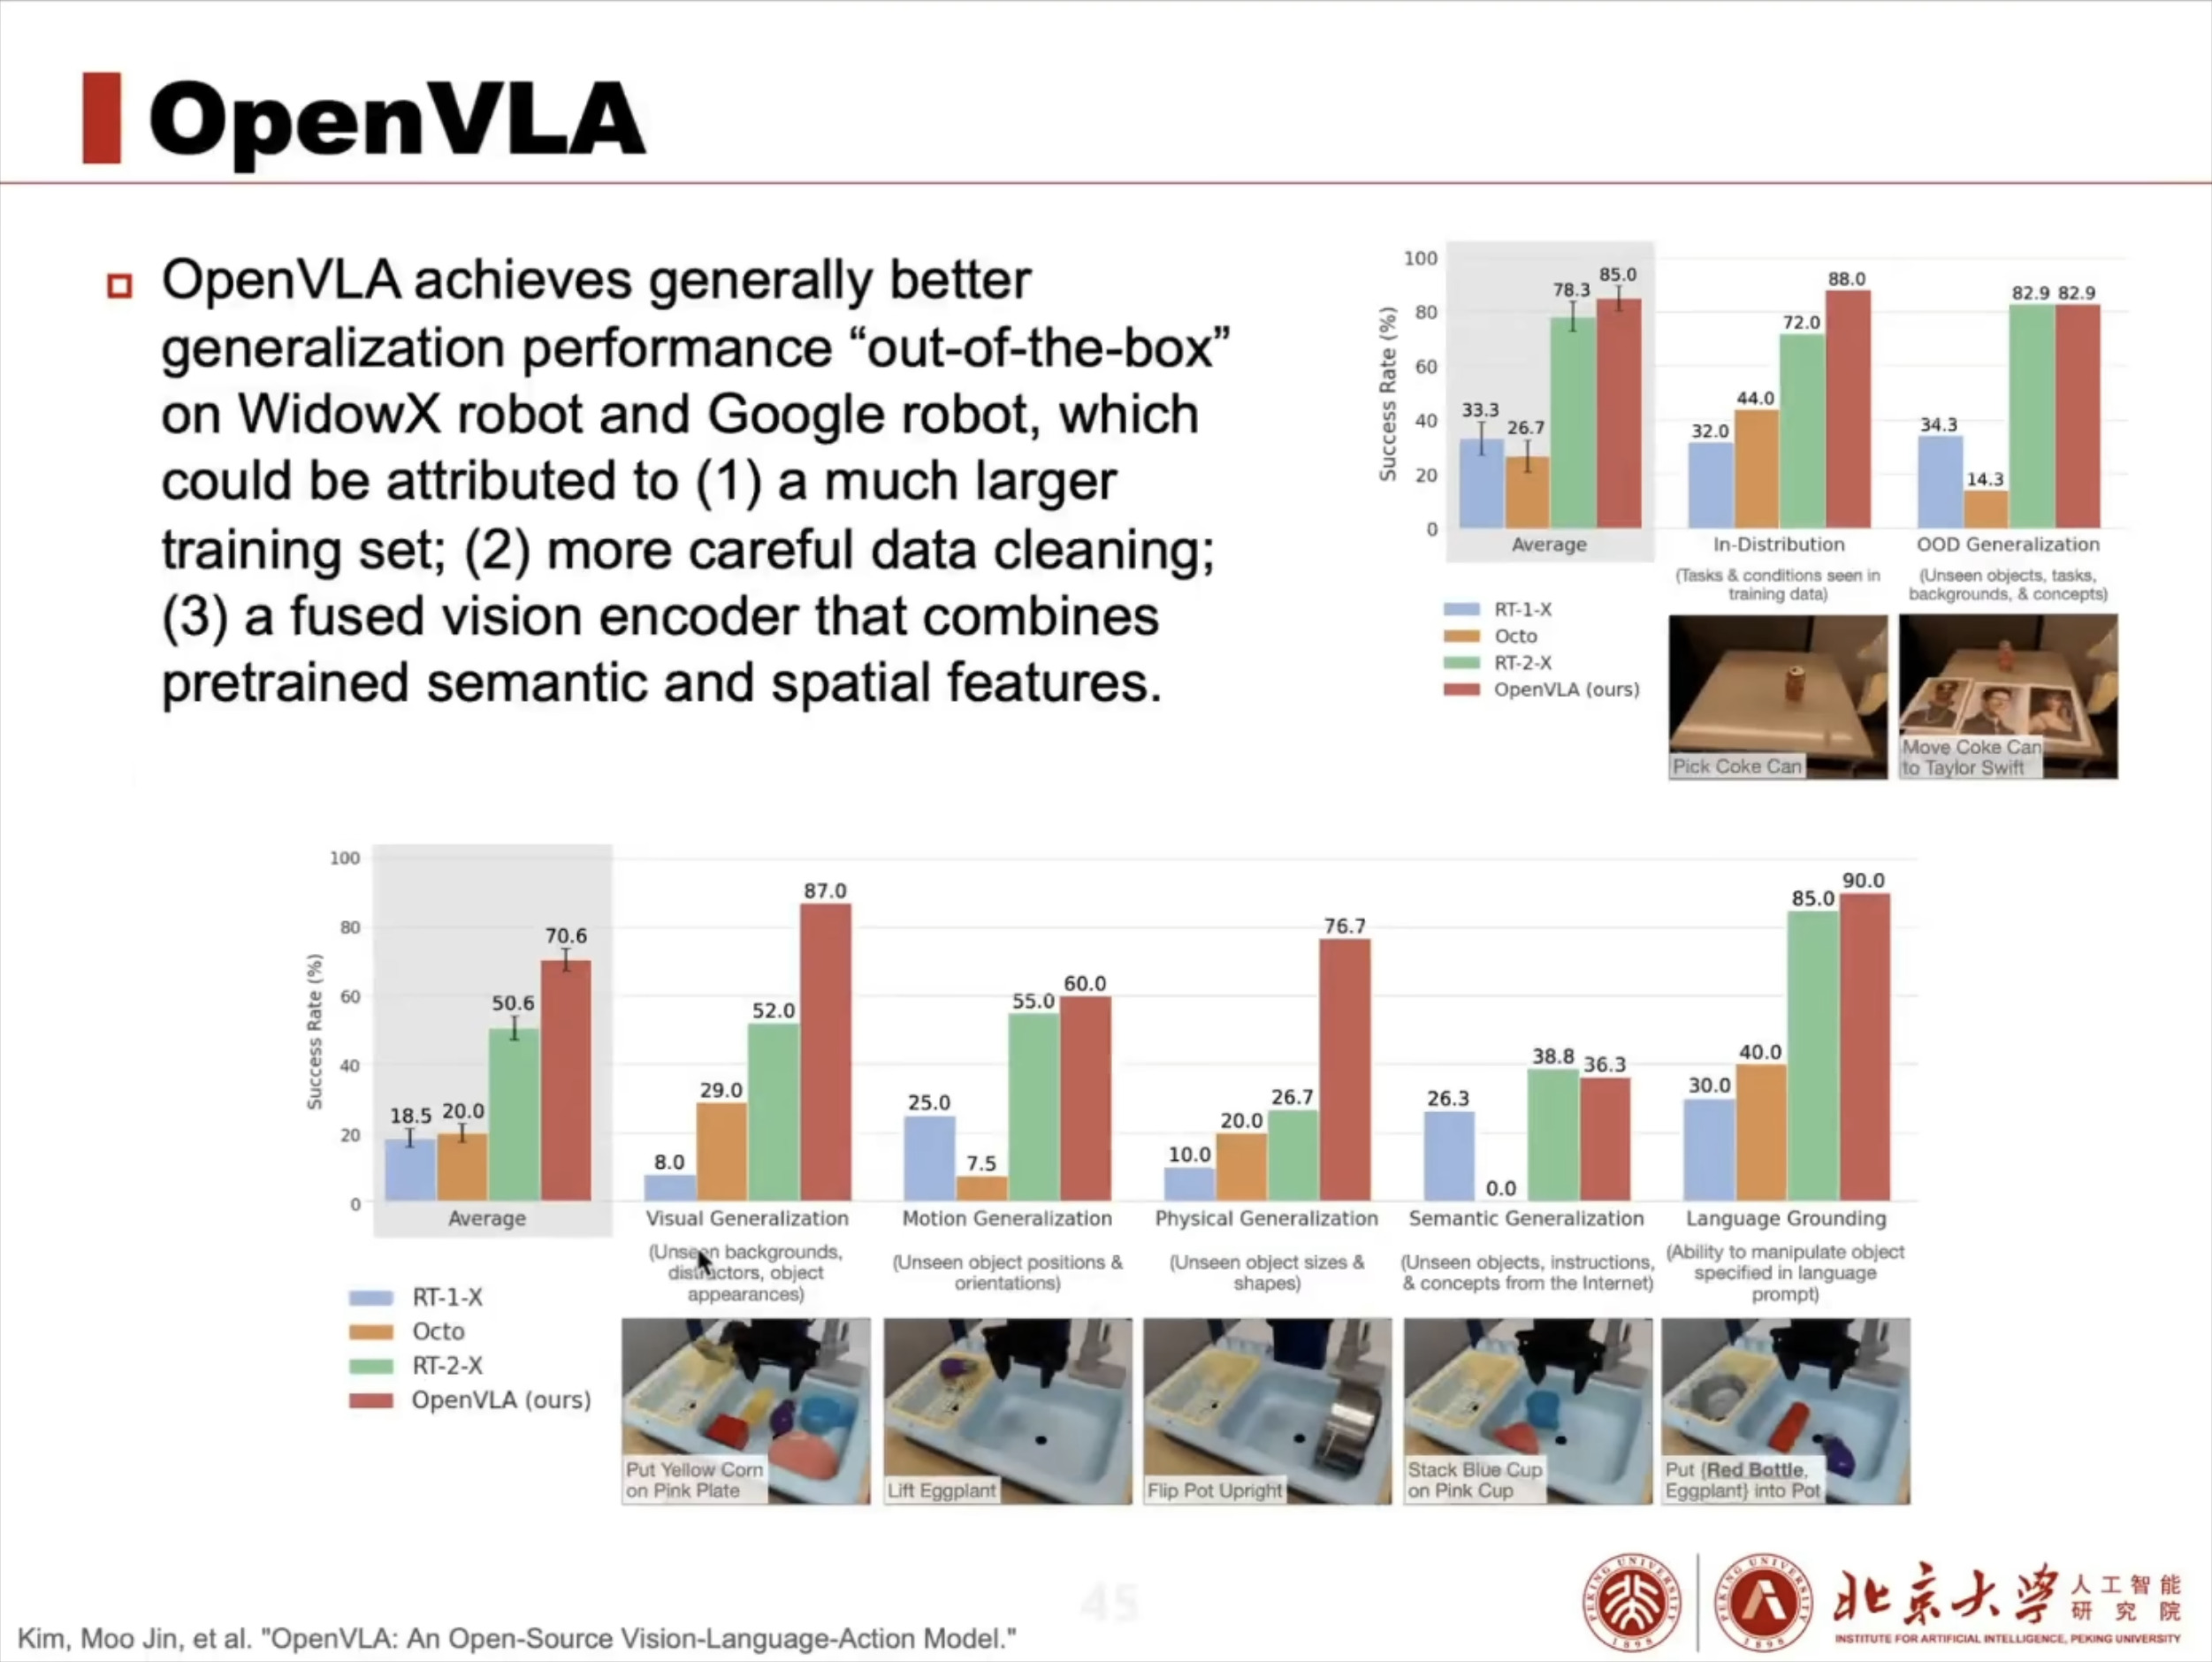 OpenVLA
OpenVLA achieves generally better
generalization performance “out-of-the-box”
on WidowX robot and Google robot, which
could be attributed to (1) a much larger
training set; (2) more careful data cleaning;
(3) a fused vision encoder that combines
pretrained semantic and spatial features.
Success Rate (%)
100
80
60
40
20
0
33.3
26.7
78.3
85.0
32.0
44.0
72.0
88.0
34.3
14.3
82.9
82.9
Average
In-Distribution
(Tasks & conditions seen in
training data)
OOD Generalization
(Unseen objects, tasks,
backgrounds, & concepts)
RT-1-X
Octo
RT-2-X
OpenVLA (ours)
Pick Coke Can
Move Coke Can
to Taylor Swift
Success Rate (%)
100
80
60
40
20
0
18.5
20.0
50.6
70.6
8.0
29.0
52.0
87.0
25.0
7.5
55.0
60.0
10.0
20.0
26.7
76.7
26.3
0.0
38.8
36.3
30.0
40.0
85.0
90.0
Average
Visual Generalization
(Unseen backgrounds,
distractors, object
appearances)
Motion Generalization
(Unseen object positions &
orientations)
Physical Generalization
(Unseen object sizes &
shapes)
Semantic Generalization
(Unseen objects, instructions,
& concepts from the Internet)
Language Grounding
(Ability to manipulate object
specified in language
prompt)
RT-1-X
Octo
RT-2-X
OpenVLA (ours)
Put Yellow Corn
on Pink Plate
Lift Eggplant
Flip Pot Upright
Stack Blue Cup
on Pink Cup
Put {Red Bottle,
Eggplant} into Pot
45
Kim, Moo Jin, et al. "OpenVLA: An Open-Source Vision-Language-Action Model."
PEKING UNIVERSITY
1898
PEKING UNIVERSITY
1898
北京大学
人工智能
研究院
INSTITUTE FOR ARTIFICIAL INTELLIGENCE, PEKING UNIVERSITY